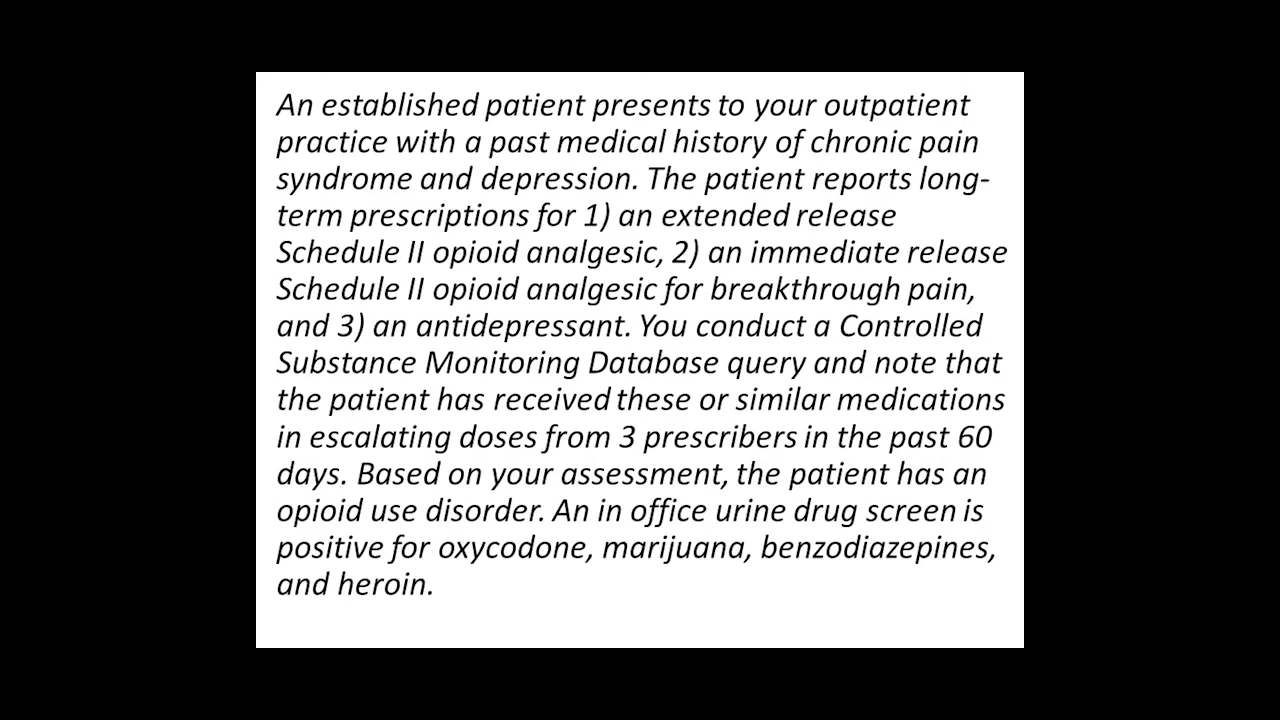 An established patient presents to your outpatient
practice with a past medical history of chronic pain
syndrome and depression. The patient reports long-
term prescriptions for 1) an extended release
Schedule II opioid analgesic, 2) an immediate release
Schedule II opioid analgesic for breakthrough pain,
and 3) an antidepressant. You conduct a Controlled
Substance Monitoring Database query and note that
the patient has received these or similar medications
in escalating doses from 3 prescribers in the past 60
days. Based on your assessment, the patient has an
opioid use disorder. An in office urine drug screen is
positive for oxycodone, marijuana, benzodiazepines,
and heroin.